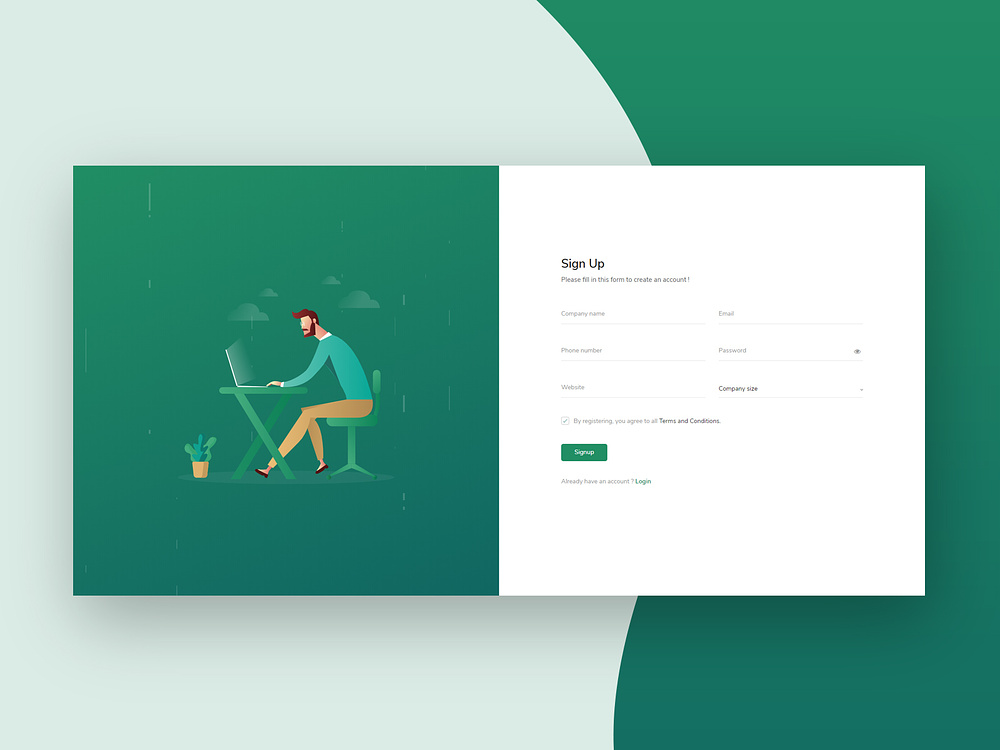 Sign Up
Please fill in this form to create an account !
Company name Email
Phone number Password
Website Company size
By registering, you agree to all Terms and Conditions.
Signup
Already have an account ? Login